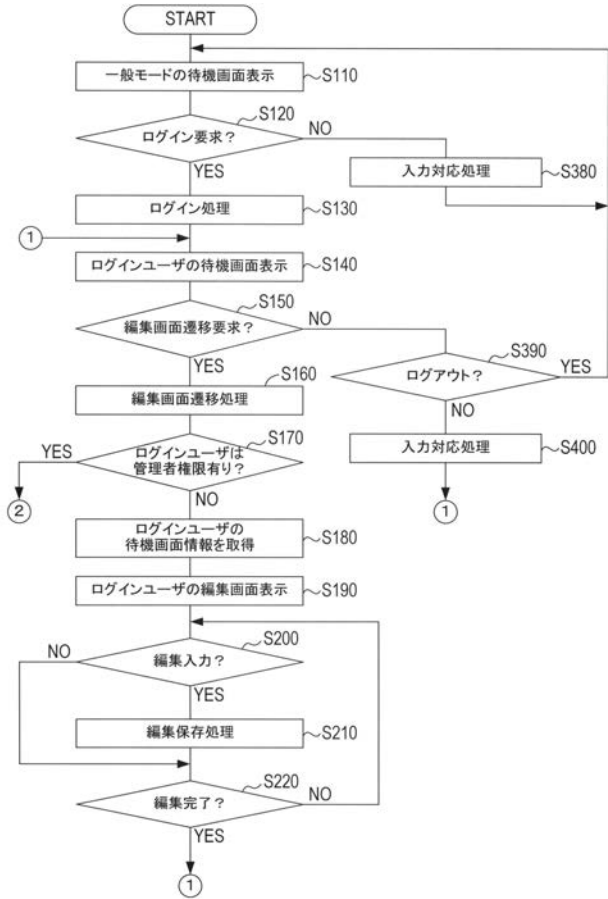 START
一般モードの待機画面表示
S110
S120
ログイン要求？
NO
YES
入力対応処理
S380
ログイン処理
S130
①
ログインユーザの待機画面表示
S140
S150
編集画面遷移要求？
NO
YES
S160
編集画面遷移処理
S390
ログアウト？
YES
NO
S170
YES
ログインユーザは
管理者権限有り？
NO
②
入力対応処理
S400
①
ログインユーザの
待機画面情報を取得
S180
ログインユーザの編集画面表示
S190
S200
NO
編集入力？
YES
編集保存処理
S210
S220
編集完了？
NO
YES
①